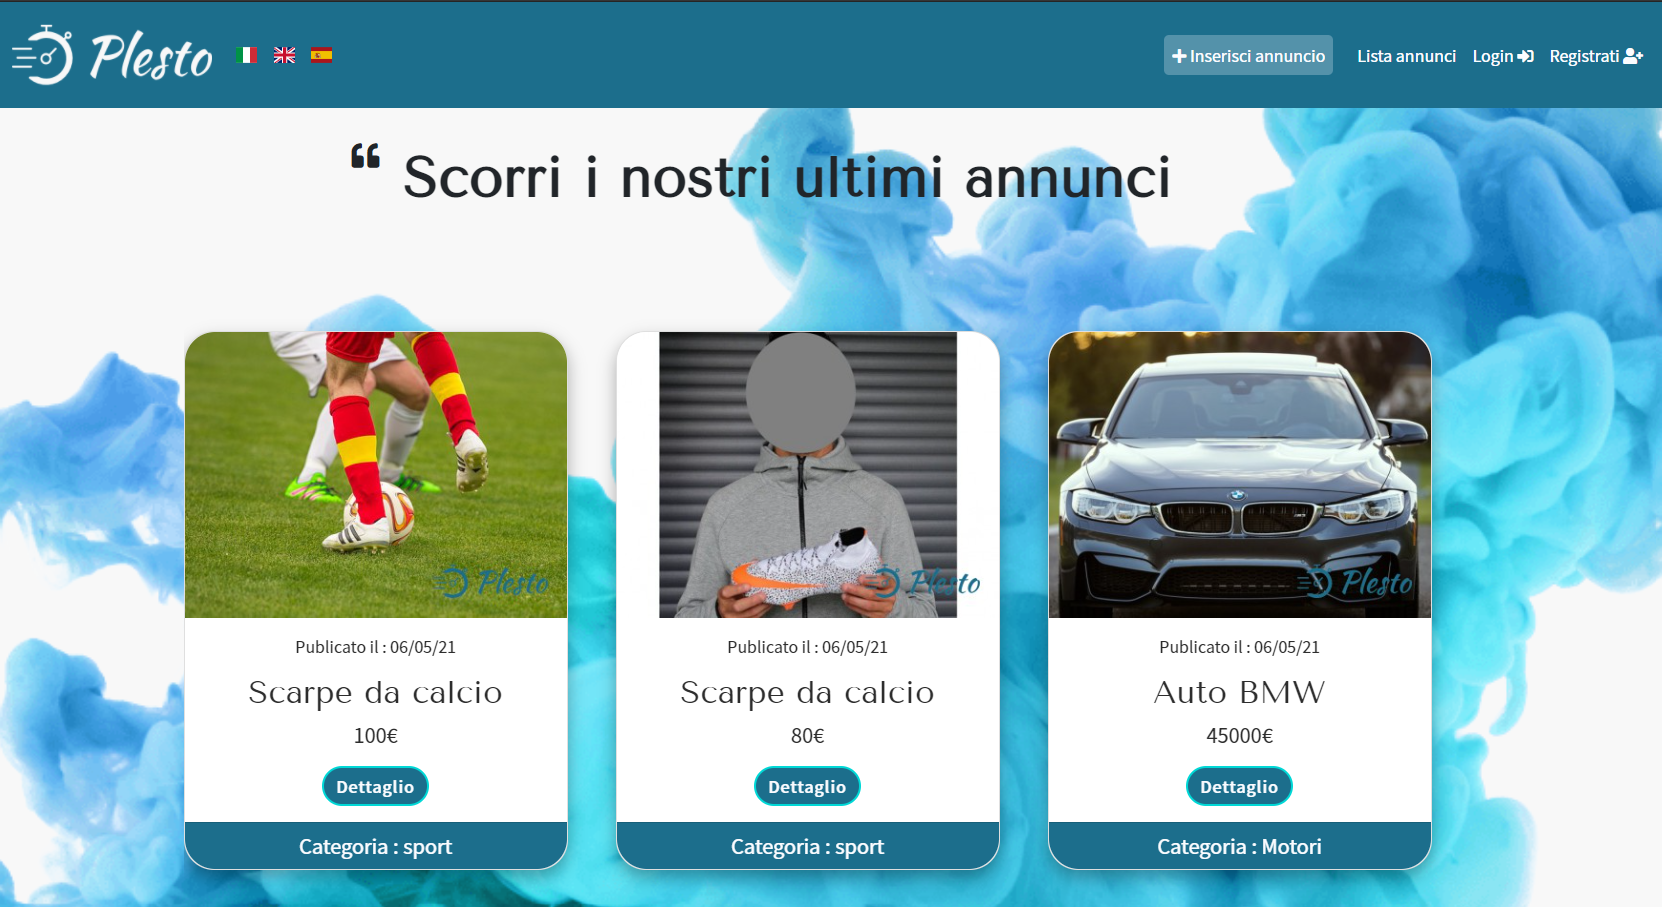 Plesto
Inserisci annuncio
Lista annunci
Login
Registrati
“ Scorri i nostri ultimi annunci
Plesto
Plesto
Plesto
Publicato il : 06/05/21
Scarpe da calcio
100€
Dettaglio
Categoria : sport
Publicato il : 06/05/21
Scarpe da calcio
80€
Dettaglio
Categoria : sport
Publicato il : 06/05/21
Auto BMW
45000€
Dettaglio
Categoria : Motori